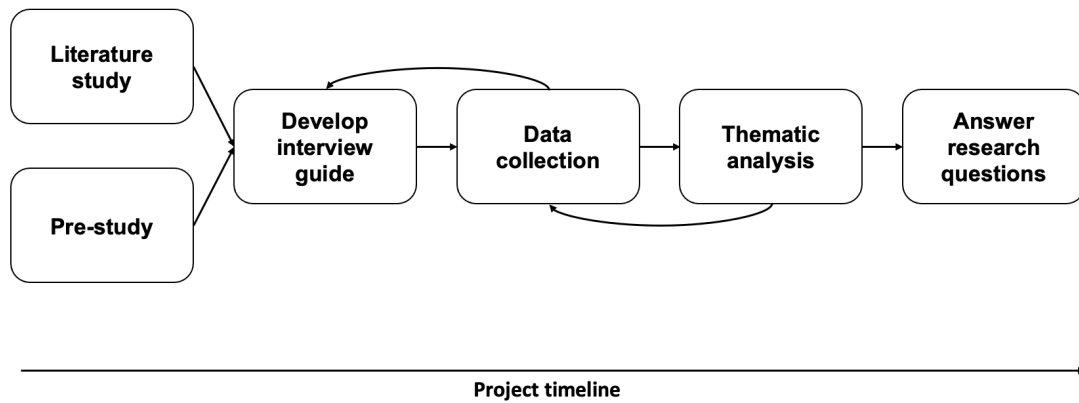 Literature
study
Pre-study
Develop
interview
guide
Data
collection
Thematic
analysis
Answer
research
questions
Project timeline